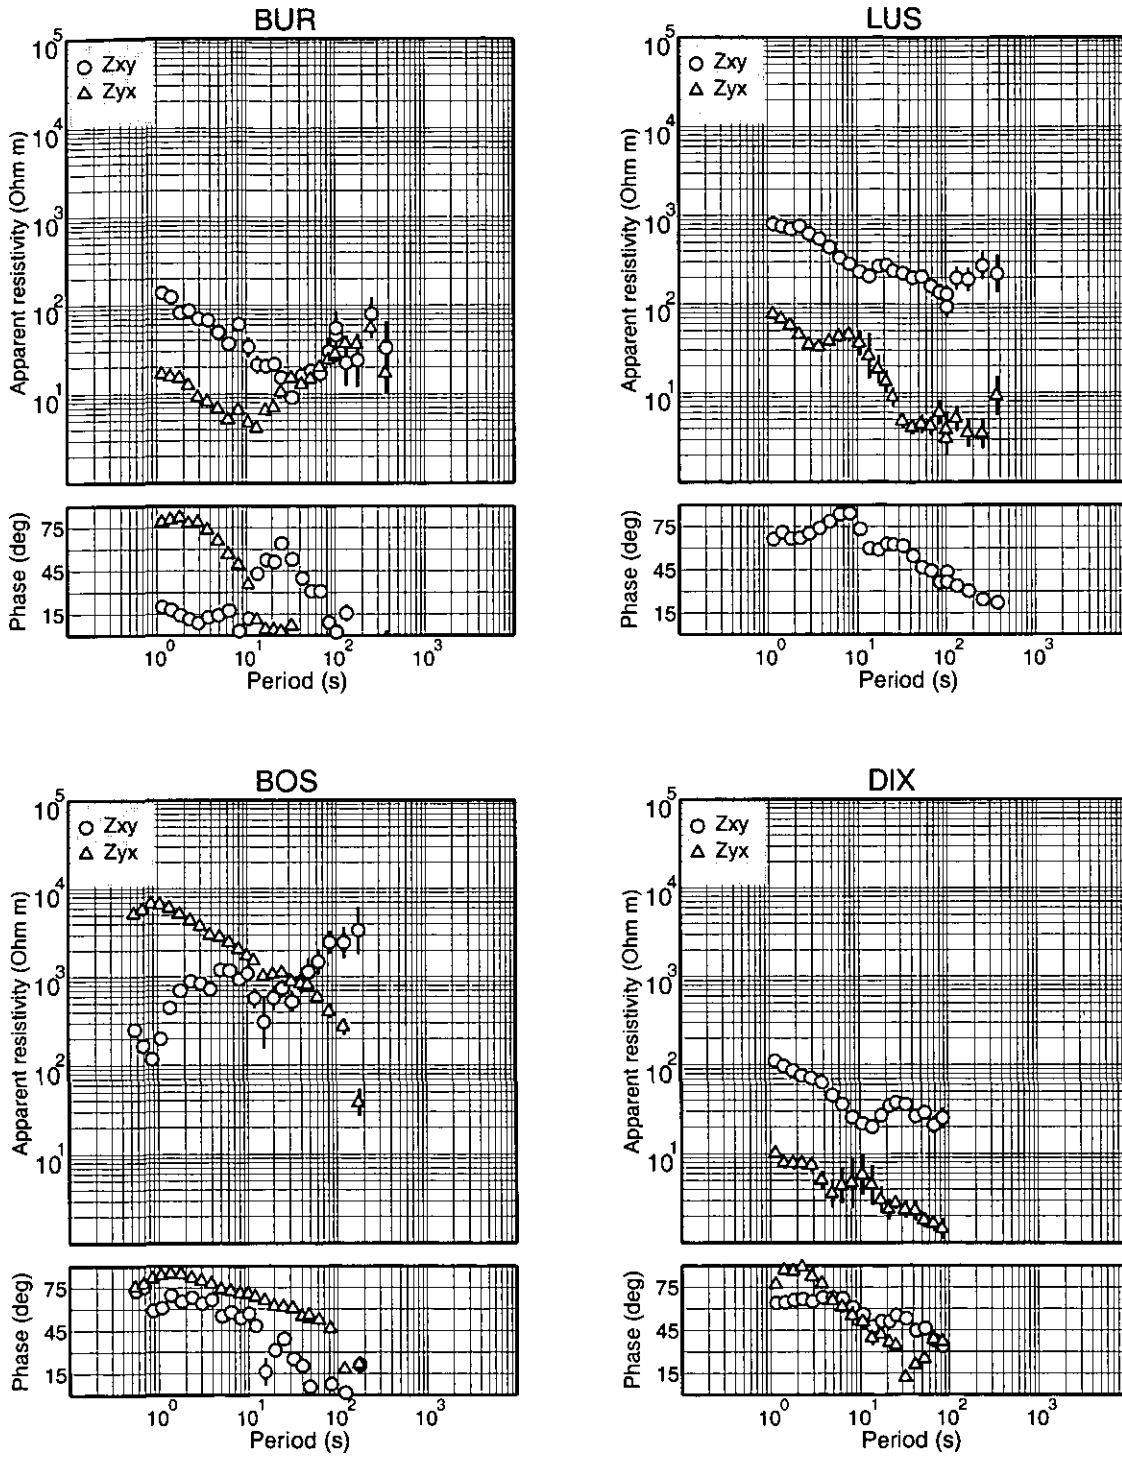 BUR
Zxy
Zyx
10^5
10^4
10^3
10^2
10^1
Apparent resistivity (Ohm m)
75
45
15
Phase (deg)
10^0 10^1 10^2 10^3
Period (s)
LUS
Zxy
Zyx
10^5
10^4
10^3
10^2
10^1
Apparent resistivity (Ohm m)
75
45
15
Phase (deg)
10^0 10^1 10^2 10^3
Period (s)
BOS
Zxy
Zyx
10^5
10^4
10^3
10^2
10^1
Apparent resistivity (Ohm m)
75
45
15
Phase (deg)
10^0 10^1 10^2 10^3
Period (s)
DIX
Zxy
Zyx
10^5
10^4
10^3
10^2
10^1
Apparent resistivity (Ohm m)
75
45
15
Phase (deg)
10^0 10^1 10^2 10^3
Period (s)